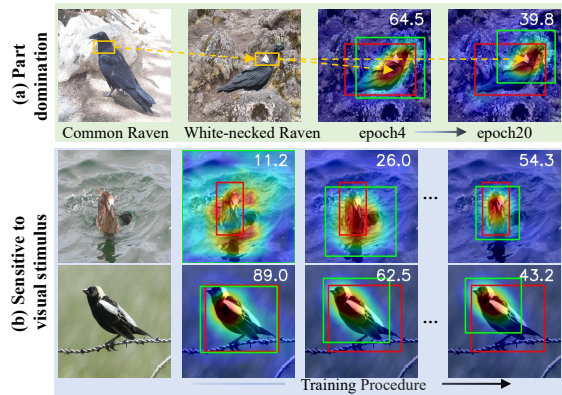 (a) Part
domination
64.5
39.8
Common Raven
White-necked Raven
epoch4
epoch20
(b) Sensitive to
visual stimulus
11.2
26.0
...
54.3
89.0
62.5
...
43.2
Training Procedure